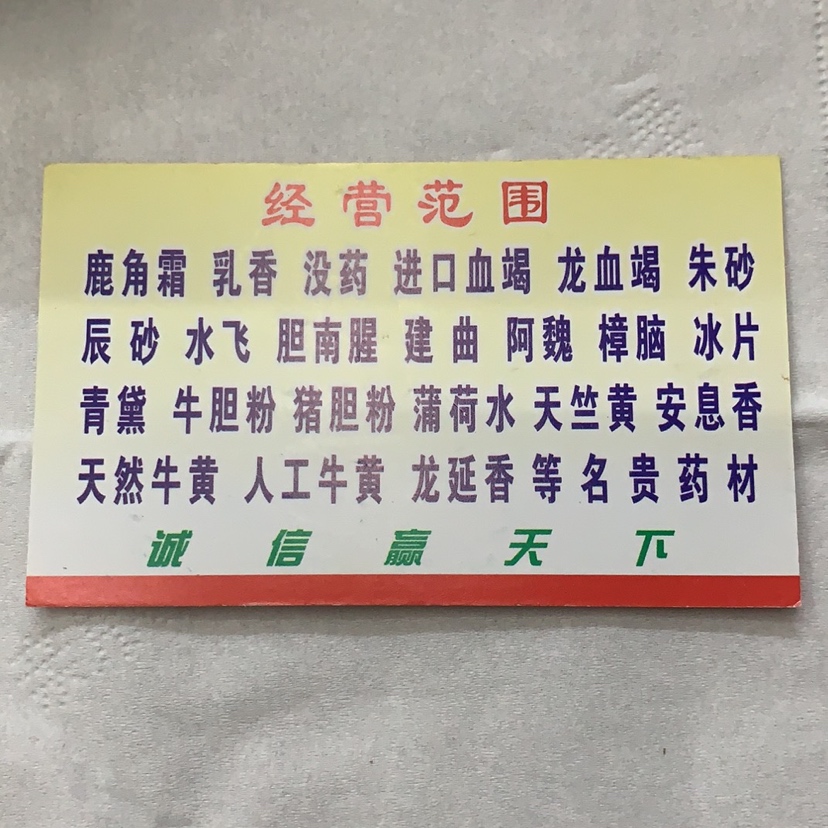 经营范围
鹿角霜 乳香 没药 进口血竭 龙血竭 朱砂
辰砂 水飞 胆南腥 建曲 阿魏 樟脑 冰片
青黛 牛胆粉 猪胆粉 蒲荷水 天竺黄 安息香
天然牛黄 人工牛黄 龙延香等名贵药材
诚信赢天下